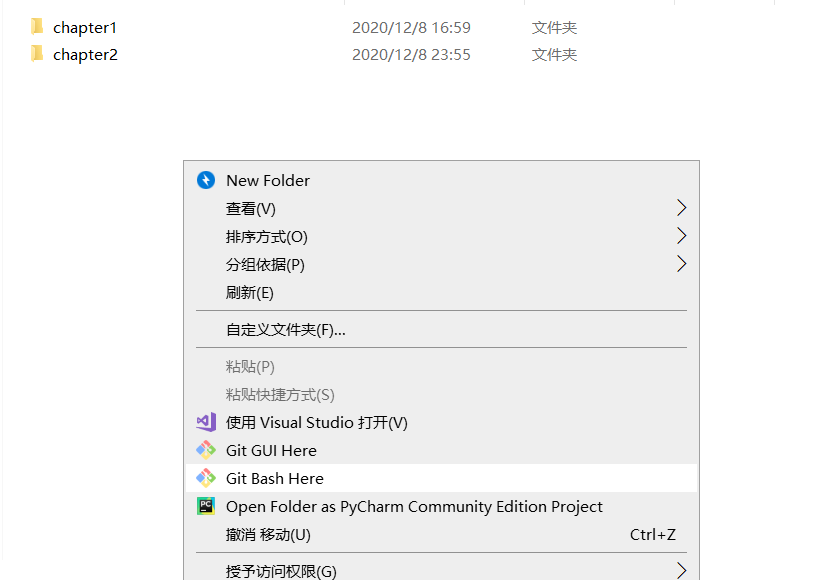 chapter1 2020/12/8 16:59 文件夹
chapter2 2020/12/8 23:55 文件夹
New Folder
查看(V)
排序方式(O)
分组依据(P)
刷新(E)
自定义文件夹(F)...
粘贴(P)
粘贴快捷方式(S)
使用 Visual Studio 打开(V)
Git GUI Here
Git Bash Here
Open Folder as PyCharm Community Edition Project
撤消 移动(U) Ctrl+Z
授予访问权限(G)